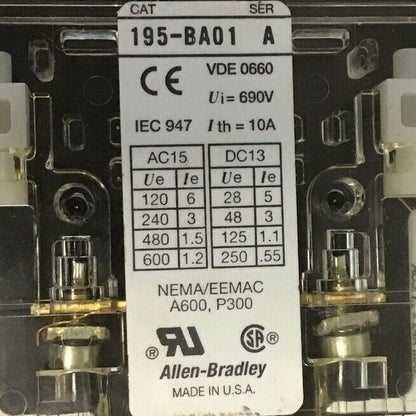 CAT SER
195-BA01 A
CE VDE 0660
Ui = 690V
IEC 947 Ith = 10A
AC15 DC13
Ue Ie Ue Ie
120 6 28 5
240 3 48 3
480 1.5 125 1.1
600 1.2 250 .55
NEMA/EEMAC
A600, P300
® UR ® SA
Allen-Bradley
MADE IN U.S.A.